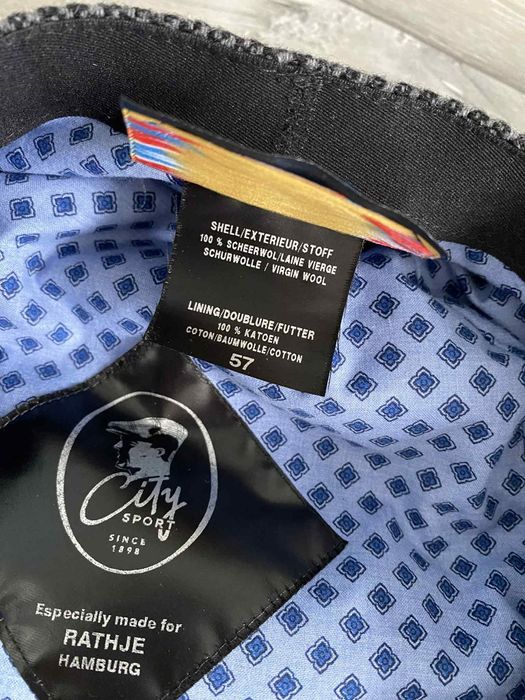 SHELL/EXTERIEUR/STOFF
100 % SCHEERWOL/LAINE VIERGE
SCHURWOLLE / VIRGIN WOOL
LINING/DOUBLURE/FUTTER
100 % KATOEN
COTON/BAUMWOLLE/COTTON
57
City
SPORT
SINCE
1898
Especially made for
RATHJE
HAMBURG